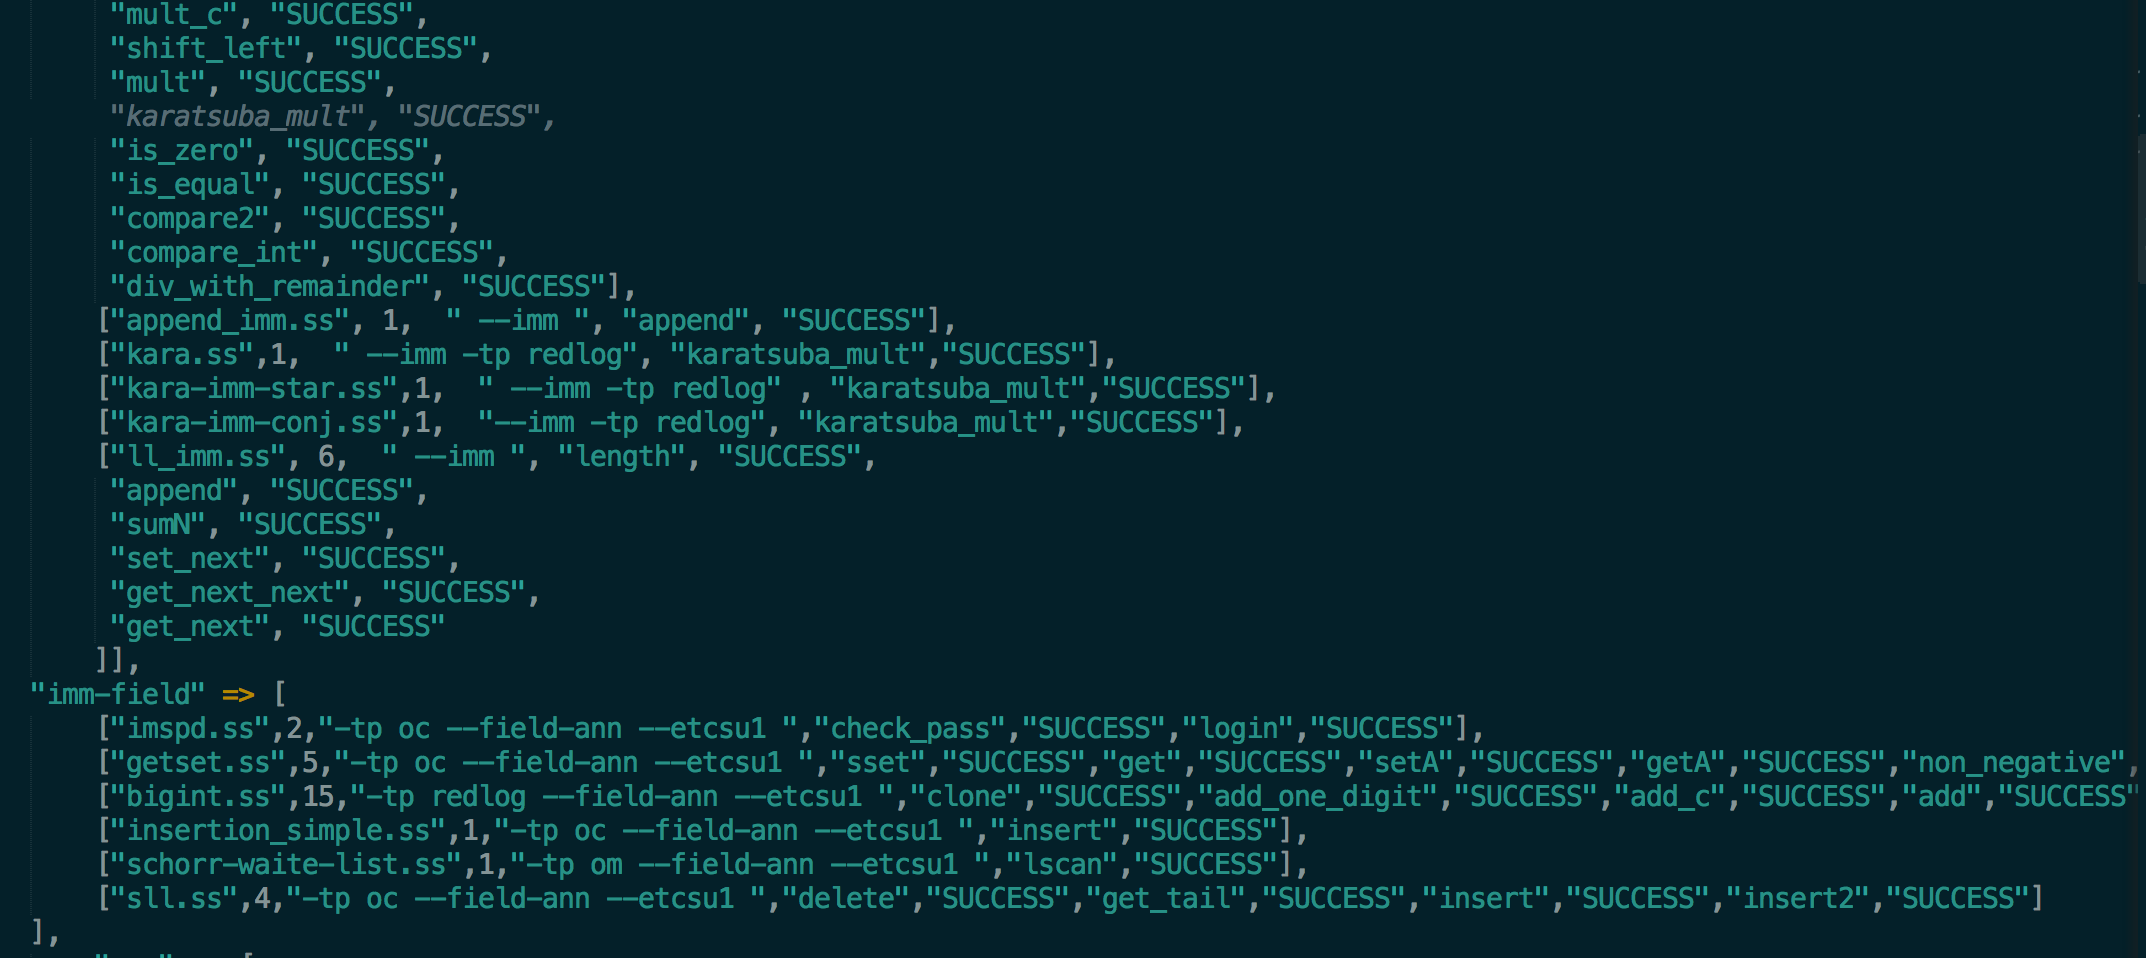 "mult_c", "SUCCESS",
"shift_left", "SUCCESS",
"mult", "SUCCESS",
"karatsuba_mult", "SUCCESS",
"is_zero", "SUCCESS",
"is_equal", "SUCCESS",
"compare2", "SUCCESS",
"compare_int", "SUCCESS",
"div_with_remainder", "SUCCESS"],
["append_imm.ss", 1,  " --imm ", "append", "SUCCESS"],
["kara.ss",1,  " --imm -tp redlog", "karatsuba_mult","SUCCESS"],
["kara-imm-star.ss",1,  " --imm -tp redlog" , "karatsuba_mult","SUCCESS"],
["kara-imm-conj.ss",1,  "--imm -tp redlog", "karatsuba_mult","SUCCESS"],
["ll_imm.ss", 6,  " --imm ", "length", "SUCCESS",
"append", "SUCCESS",
"sumN", "SUCCESS",
"set_next", "SUCCESS",
"get_next_next", "SUCCESS",
"get_next", "SUCCESS"
]],
"imm-field" => [
["imspd.ss",2,"-tp oc --field-ann --etcsu1 ","check_pass","SUCCESS","login","SUCCESS"],
["getset.ss",5,"-tp oc --field-ann --etcsu1 ","sset","SUCCESS","get","SUCCESS","setA","SUCCESS","getA","SUCCESS","non_negative",
["bigint.ss",15,"-tp redlog --field-ann --etcsu1 ","clone","SUCCESS","add_one_digit","SUCCESS","add_c","SUCCESS","add","SUCCESS"
["insertion_simple.ss",1,"-tp oc --field-ann --etcsu1 ","insert","SUCCESS"],
["schorr-waite-list.ss",1,"-tp om --field-ann --etcsu1 ","lscan","SUCCESS"],
["sll.ss",4,"-tp oc --field-ann --etcsu1 ","delete","SUCCESS","get_tail","SUCCESS","insert","SUCCESS","insert2","SUCCESS"]
],